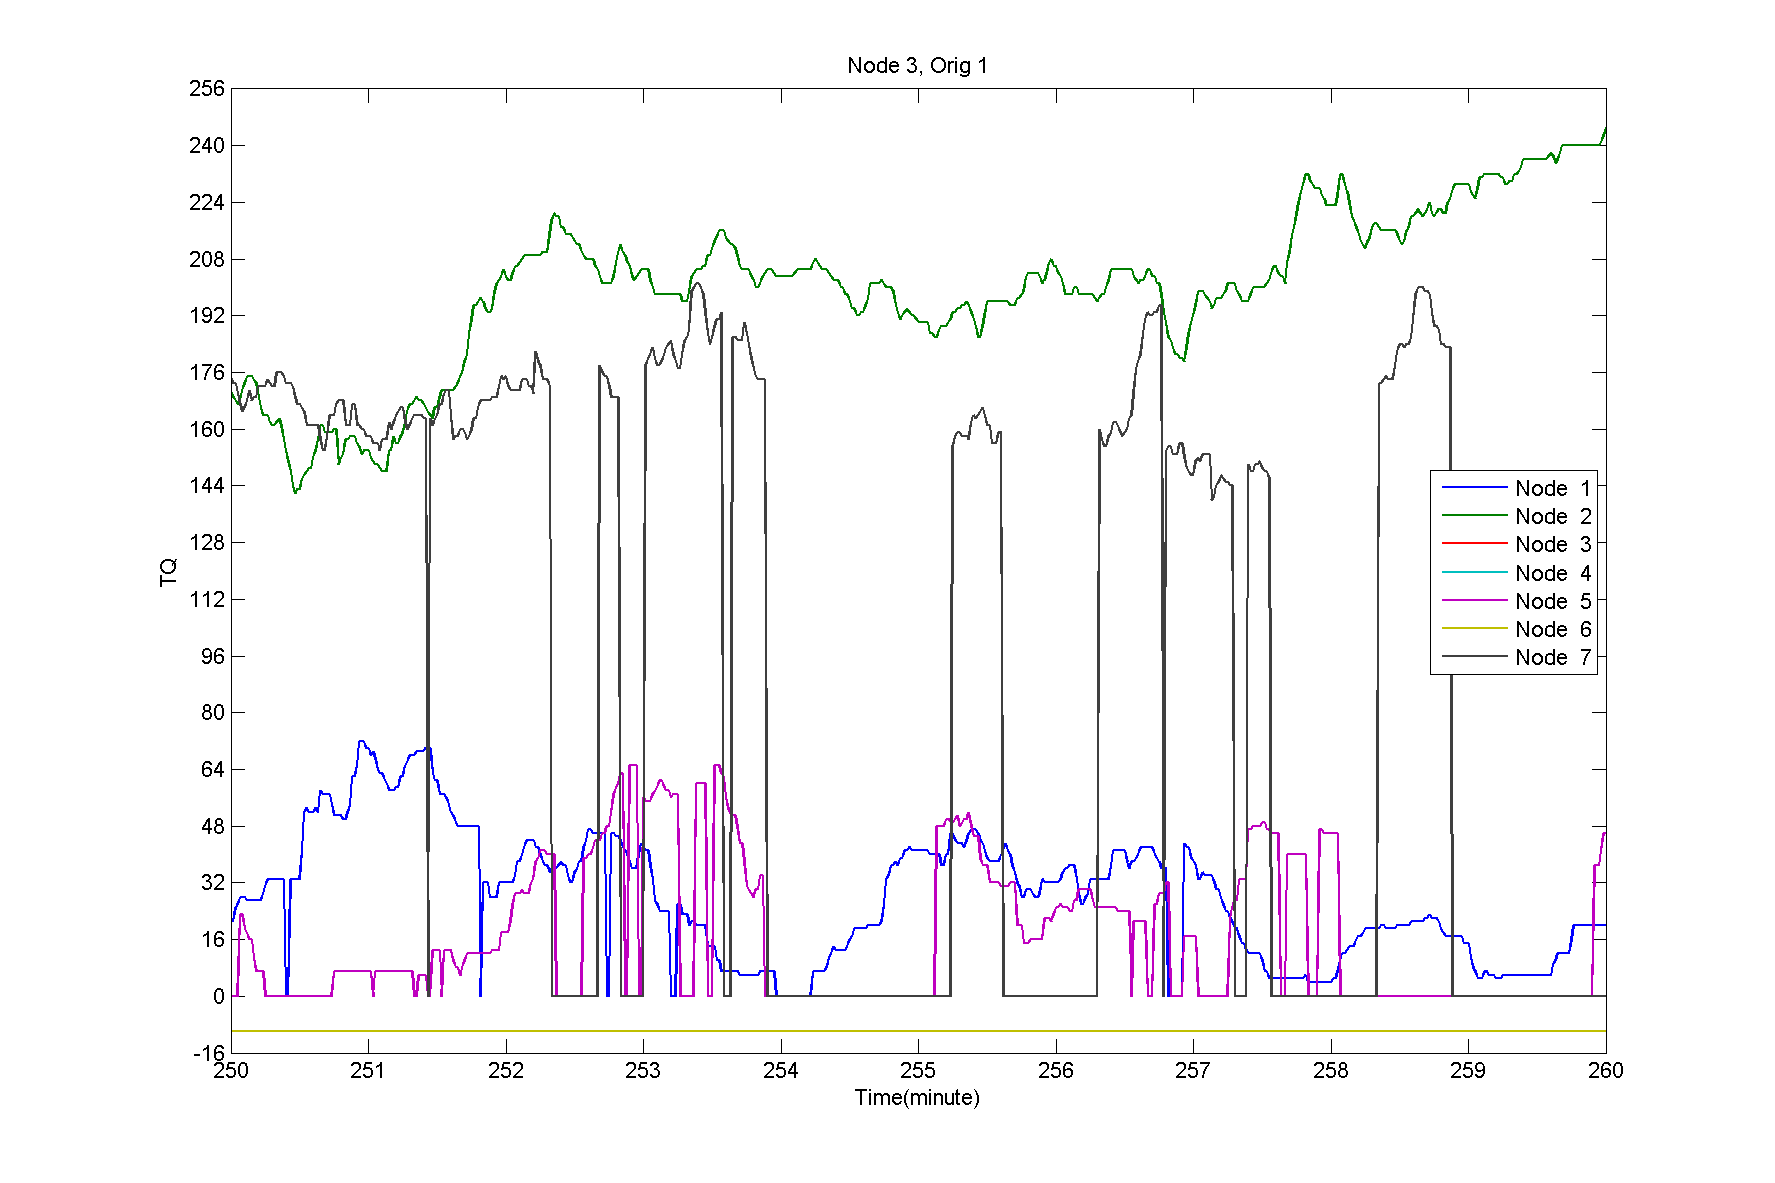 Node 3, Orig 1
256
240
224
208
192
176
160
144
128
112
96
80
64
48
32
16
0
-16
TQ
250 251 252 253 254 255 256 257 258 259 260
Time(minute)
Node 1
Node 2
Node 3
Node 4
Node 5
Node 6
Node 7